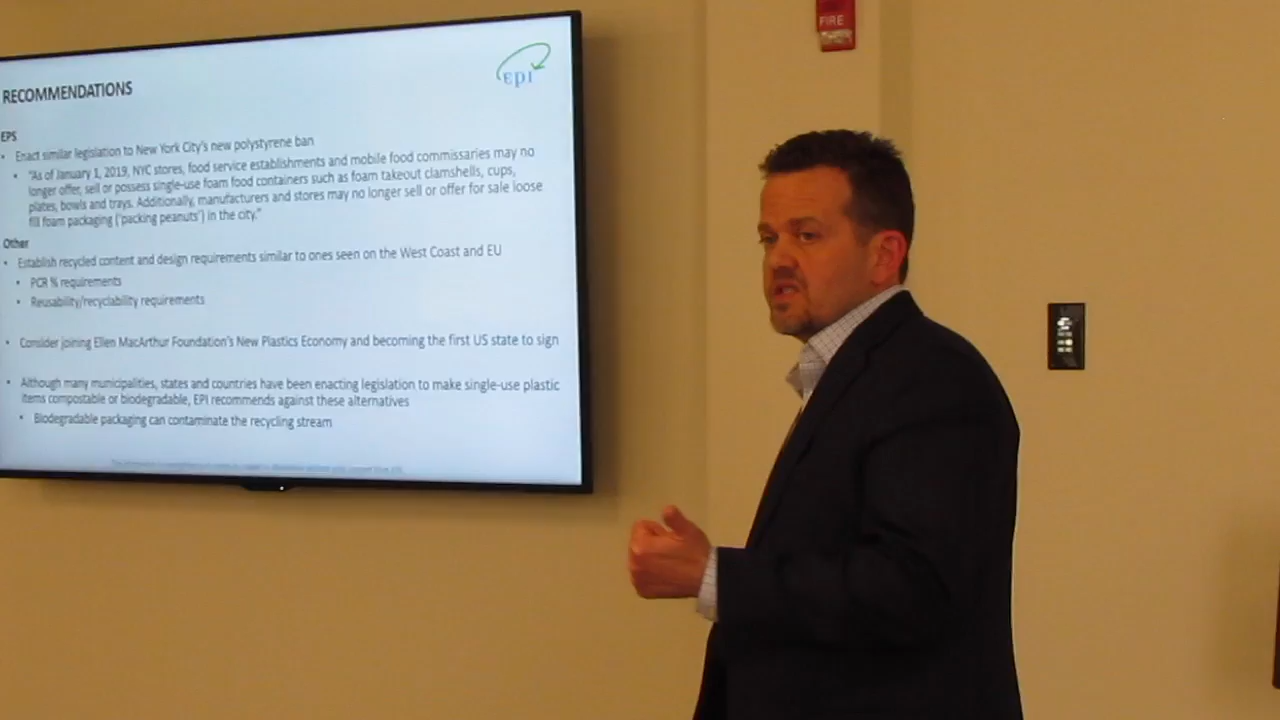 FIRE
epi
RECOMMENDATIONS
EPS
• Enact similar legislation to New York City's new polystyrene ban
• "As of January 1, 2019, NYC stores, food service establishments and mobile food commissaries may no
longer offer, sell or possess single-use foam food containers such as foam takeout clamshells, cups,
plates, bowls and trays. Additionally, manufacturers and stores may no longer sell or offer for sale loose
fill foam packaging ('packing peanuts') in the city."
Other
• Establish recycled content and design requirements similar to ones seen on the West Coast and EU
• PCR % requirements
• Reusability/recyclability requirements
• Consider joining Ellen MacArthur Foundation's New Plastics Economy and becoming the first US state to sign
• Although many municipalities, states and countries have been enacting legislation to make single-use plastic
items compostable or biodegradable, EPI recommends against these alternatives
• Biodegradable packaging can contaminate the recycling stream